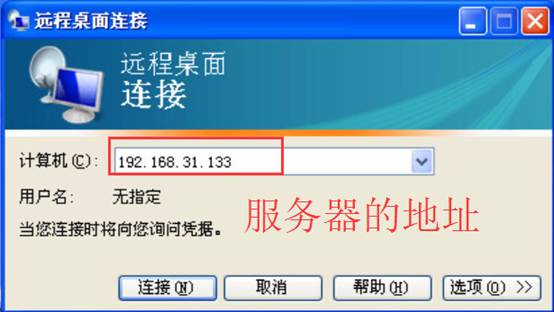 远程桌面连接
远程桌面
连接
计算机(C): 192.168.31.133
用户名: 无指定
服务器的地址
当您连接时将向您询问凭据。
连接(N) 取消 帮助(H) 选项(O) >>